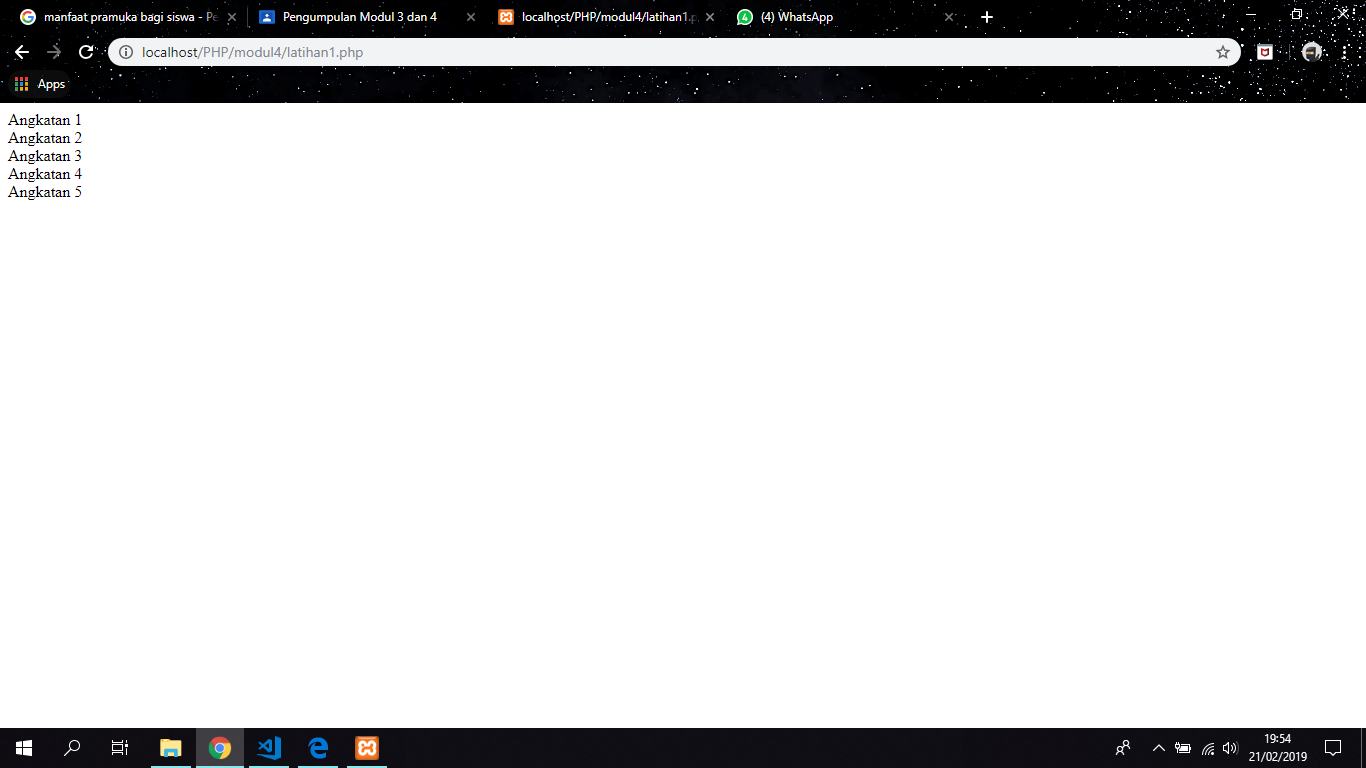 manfaat pramuka bagi siswa - Pe
Pengumpulan Modul 3 dan 4
localhost/PHP/modul4/latihan1.p
4
(4) WhatsApp
localhost/PHP/modul4/latihan1.php
Apps
Angkatan 1
Angkatan 2
Angkatan 3
Angkatan 4
Angkatan 5
19:54
21/02/2019